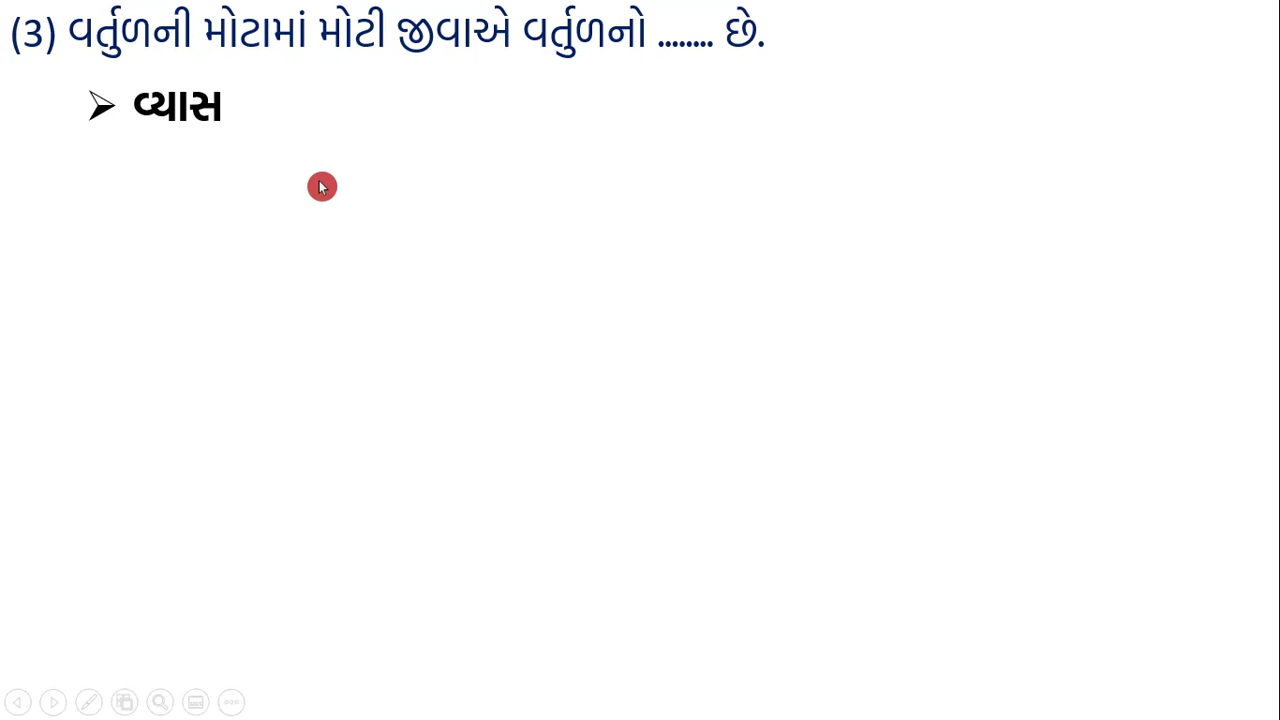 (3) વર્તુળની મોટામાં મોટી જીવાએ વર્તુળનો ........ છે.
➢ વ્યાસ